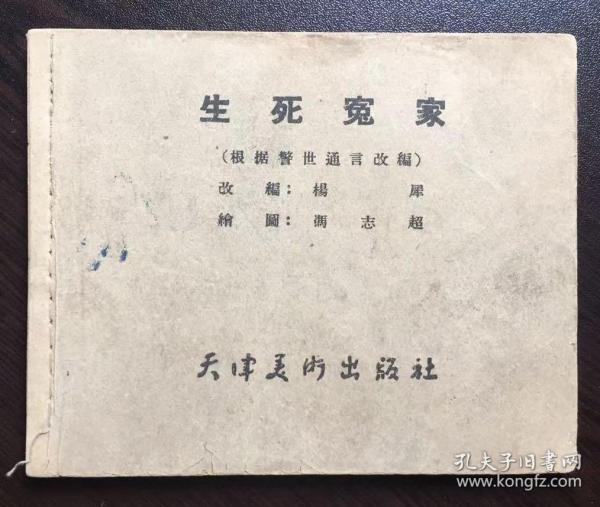 生死冤家
（根据警世通言改編）
改編：楊犀
繪圖：馮志超
天津美術出版社
孔夫子旧書网
www.kongfz.com